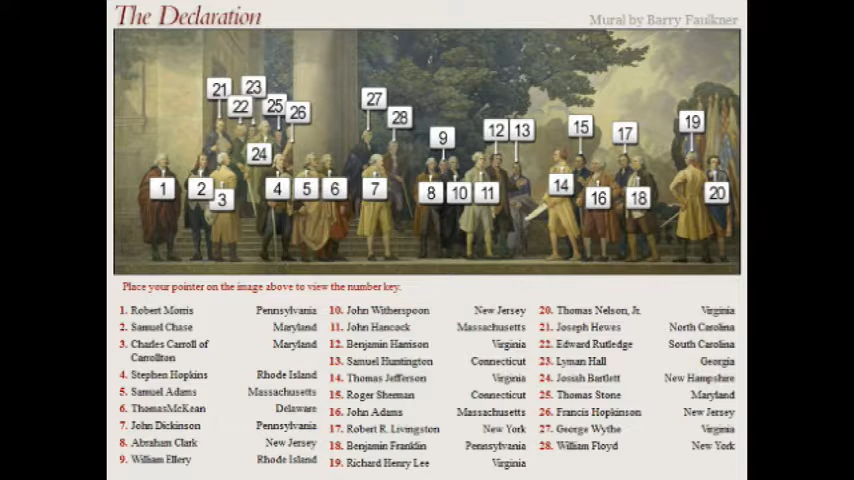 The Declaration
Mural by Barry Faulkner
21
23
22
25
26
27
28
24
9
12
13
15
17
19
1
2
3
4
5
6
7
8
10
11
14
16
18
20
Place your pointer on the image above to view the number key.
1. Robert Morris Pennsylvania
2. Samuel Chase Maryland
3. Charles Carroll of Maryland
Carrollton
4. Stephen Hopkins Rhode Island
5. Samuel Adams Massachusetts
6. ThomasMcKean Delaware
7. John Dickinson Pennsylvania
8. Abraham Clark New Jersey
9. William Ellery Rhode Island
10. John Witherspoon New Jersey
11. John Hancock Massachusetts
12. Benjamin Harrison Virginia
13. Samuel Huntington Connecticut
14. Thomas Jefferson Virginia
15. Roger Sherman Connecticut
16. John Adams Massachusetts
17. Robert R. Livingston New York
18. Benjamin Franklin Pennsylvania
19. Richard Henry Lee Virginia
20. Thomas Nelson, Jr. Virginia
21. Joseph Hewes North Carolina
22. Edward Rutledge South Carolina
23. Lyman Hall Georgia
24. Josiah Bartlett New Hampshire
25. Thomas Stone Maryland
26. Francis Hopkinson New Jersey
27. George Wythe Virginia
28. William Floyd New York